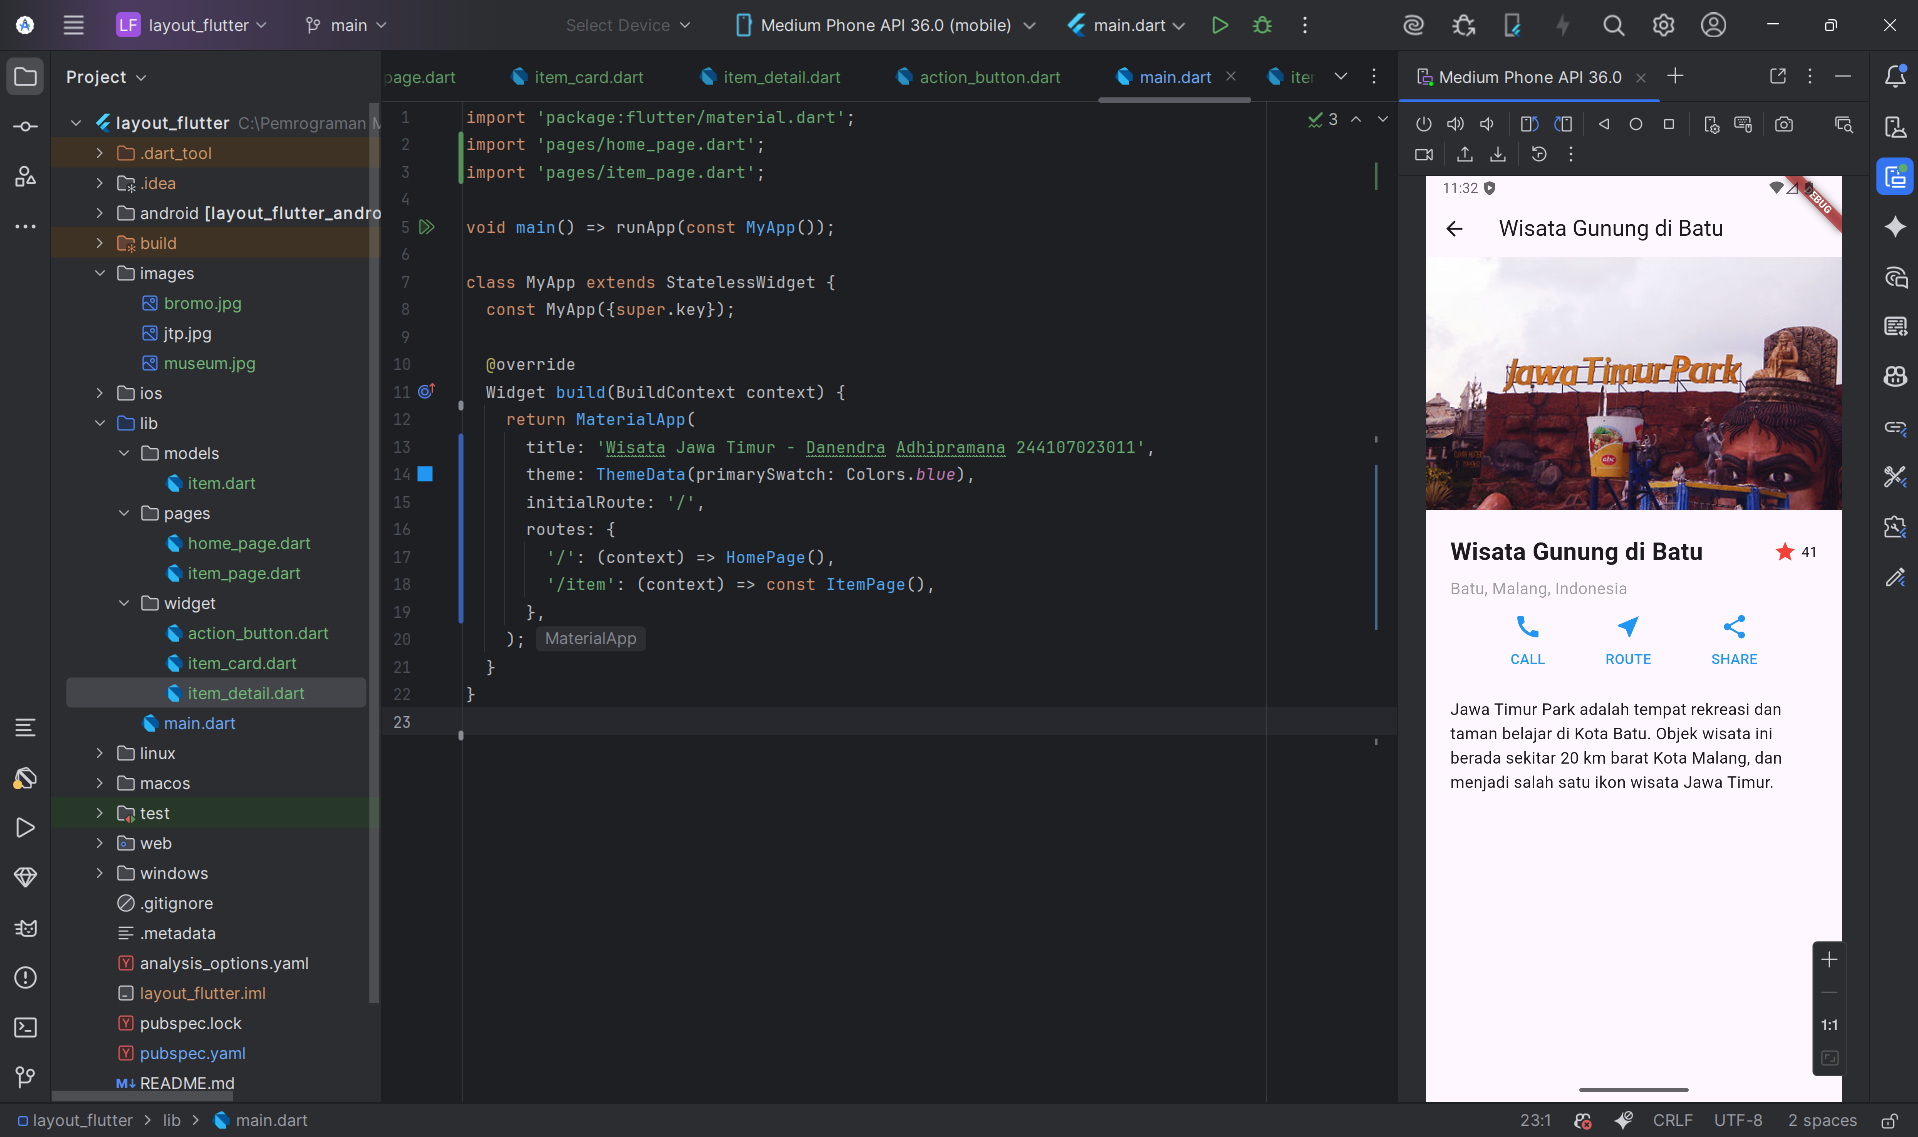 LF layout_flutter main Select Device Medium Phone API 36.0 (mobile) main.dart
Project
page.dart item_card.dart item_detail.dart action_button.dart main.dart iter
Medium Phone API 36.0
layout_flutter C:\Pemrograman M
.dart_tool
.idea
android [layout_flutter_andro
build
images
bromo.jpg
jtp.jpg
museum.jpg
ios
lib
models
item.dart
pages
home_page.dart
item_page.dart
widget
action_button.dart
item_card.dart
item_detail.dart
main.dart
linux
macos
test
web
windows
.gitignore
.metadata
analysis_options.yaml
layout_flutter.iml
pubspec.lock
pubspec.yaml
README.md
1 import 'package:flutter/material.dart';
2 import 'pages/home_page.dart';
3 import 'pages/item_page.dart';
4
5 void main() => runApp(const MyApp());
6
7 class MyApp extends StatelessWidget {
8 const MyApp({super.key});
9
10 @override
11 Widget build(BuildContext context) {
12 return MaterialApp(
13 title: 'Wisata Jawa Timur - Danendra Adhipramana 244107023011',
14 theme: ThemeData(primarySwatch: Colors.blue),
15 initialRoute: '/',
16 routes: {
17 '/': (context) => HomePage(),
18 '/item': (context) => const ItemPage(),
19 },
20 ); MaterialApp
21 }
22 }
23
3
11:32
DEBUG
Wisata Gunung di Batu
Jawa Timur Park
abc
Wisata Gunung di Batu
41
Batu, Malang, Indonesia
CALL ROUTE SHARE
Jawa Timur Park adalah tempat rekreasi dan
taman belajar di Kota Batu. Objek wisata ini
berada sekitar 20 km barat Kota Malang, dan
menjadi salah satu ikon wisata Jawa Timur.
1:1
layout_flutter > lib > main.dart
23:1 CRLF UTF-8 2 spaces